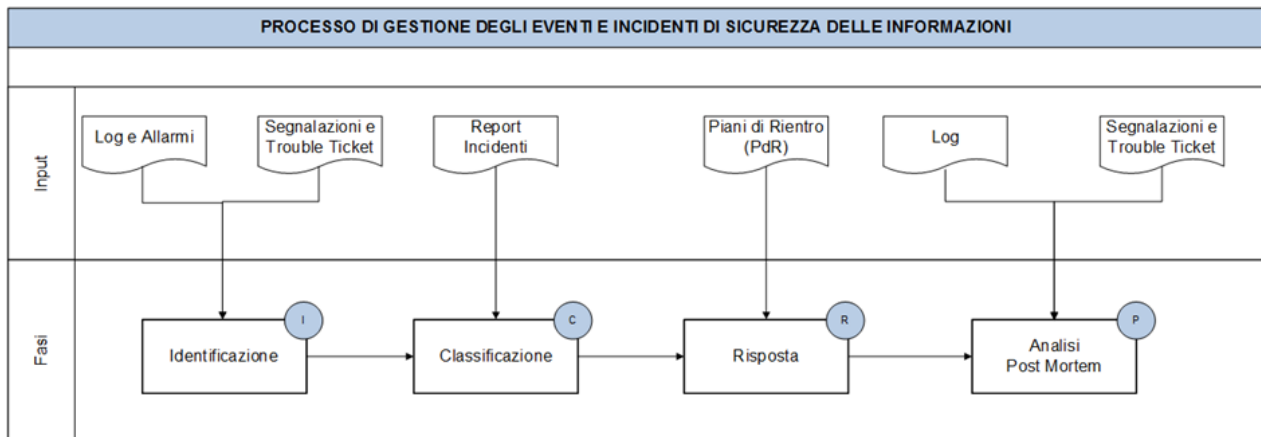 PROCESSO DI GESTIONE DEGLI EVENTI E INCIDENTI DI SICUREZZA DELLE INFORMAZIONI
Input
Log e Allarmi
Segnalazioni e
Trouble Ticket
Report
Incidenti
Piani di Rientro
(PdR)
Log
Segnalazioni e
Trouble Ticket
Fasi
I
Identificazione
C
Classificazione
R
Risposta
P
Analisi
Post Mortem